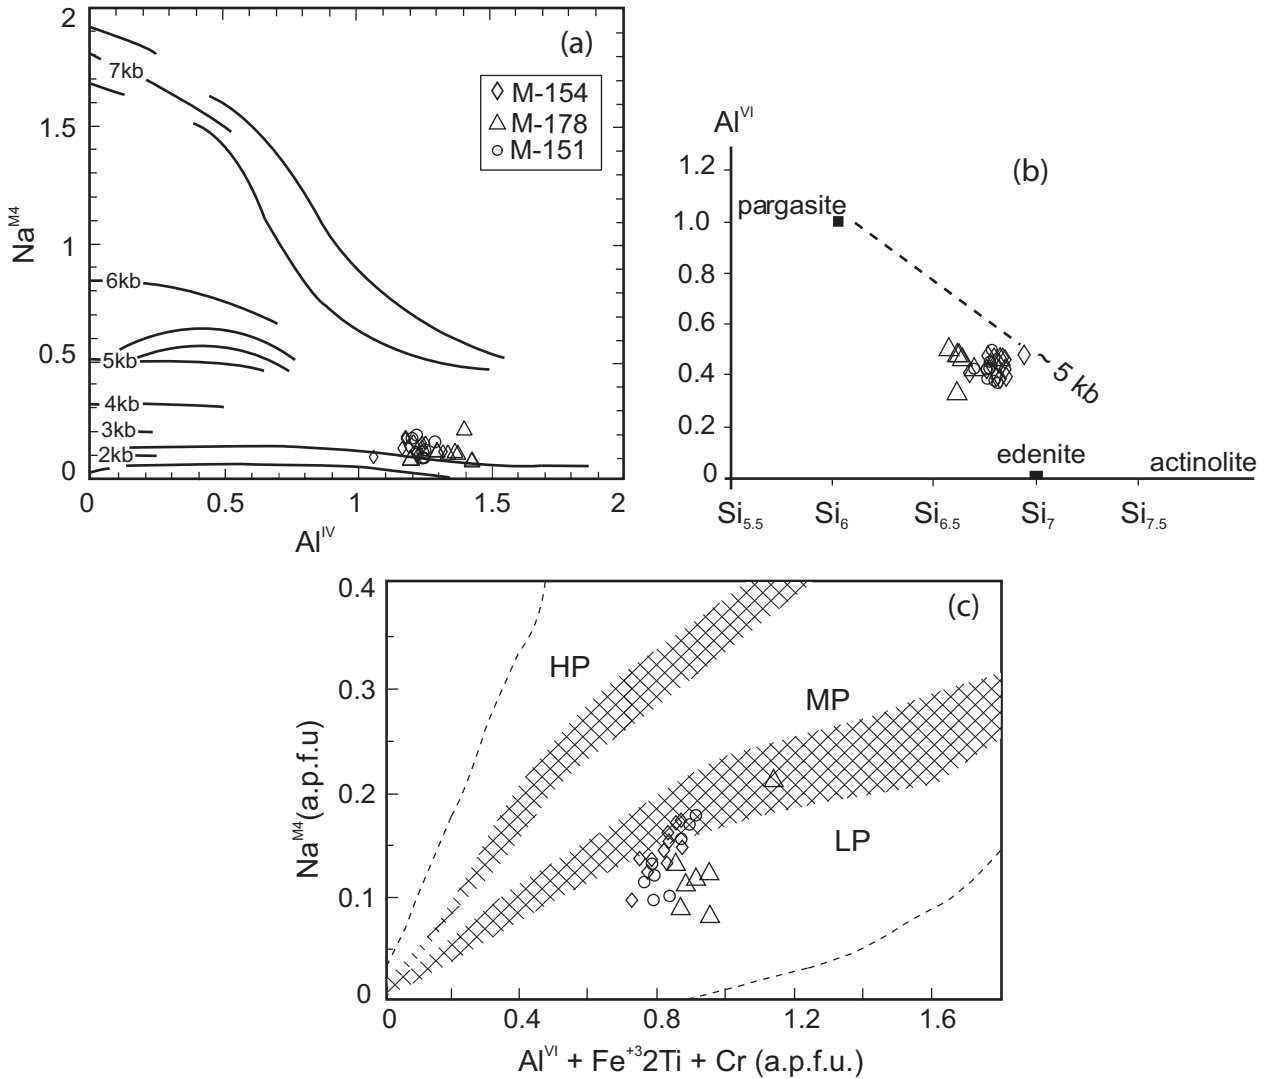 2
(a)
7kb
M-154
M-178
M-151
1.5
Na^M4
1
6kb
0.5
5kb
4kb
3kb
2kb
0
0 0.5 1 1.5 2
Al^IV
Al^VI
(b)
1.2
pargasite
1.0
0.8
0.6
0.4
~ 5 kb
0.2
edenite
actinolite
0
Si5.5 Si6 Si6.5 Si7 Si7.5
0.4
(c)
HP
0.3
MP
Na^M4 (a.p.f.u)
0.2
LP
0.1
0
0 0.4 0.8 1.2 1.6
Al^VI + Fe^+3 2Ti + Cr (a.p.f.u.)